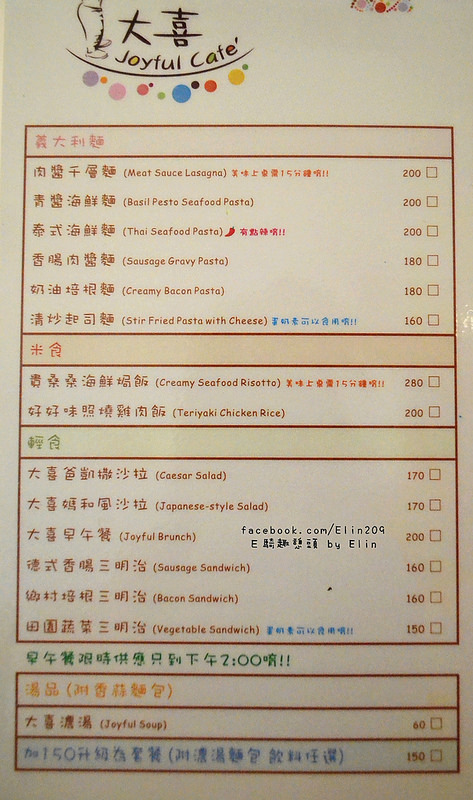 大喜
Joyful Cafe'
義大利麵
肉醬千層麵 (Meat Sauce Lasagna) 美味上桌需15分鐘唷!! 200
青醬海鮮麵 (Basil Pesto Seafood Pasta) 200
泰式海鮮麵 (Thai Seafood Pasta) 有點辣唷!! 200
香腸肉醬麵 (Sausage Gravy Pasta) 180
奶油培根麵 (Creamy Bacon Pasta) 180
清炒起司麵 (Stir Fried Pasta with Cheese) 蛋奶素可以食用唷!! 160
米食
貴桑桑海鮮焗飯 (Creamy Seafood Risotto) 美味上桌需15分鐘唷!! 280
好好味照燒雞肉飯 (Teriyaki Chicken Rice) 200
輕食
大喜爸凱撒沙拉 (Caesar Salad) 170
大喜媽和風沙拉 (Japanese-style Salad) 170
大喜早午餐 (Joyful Brunch) 200
facebook.com/Elin209
E騎趣憩頭 by Elin
德式香腸三明治 (Sausage Sandwich) 160
鄉村培根三明治 (Bacon Sandwich) 160
田園蔬菜三明治 (Vegetable Sandwich) 蛋奶素可以食用唷!! 150
早午餐限時供應只到下午2:00唷!!
湯品 (附香蒜麵包)
大喜濃湯 (Joyful Soup) 60
加150升級為套餐 (附濃湯麵包 飲料任選) 150